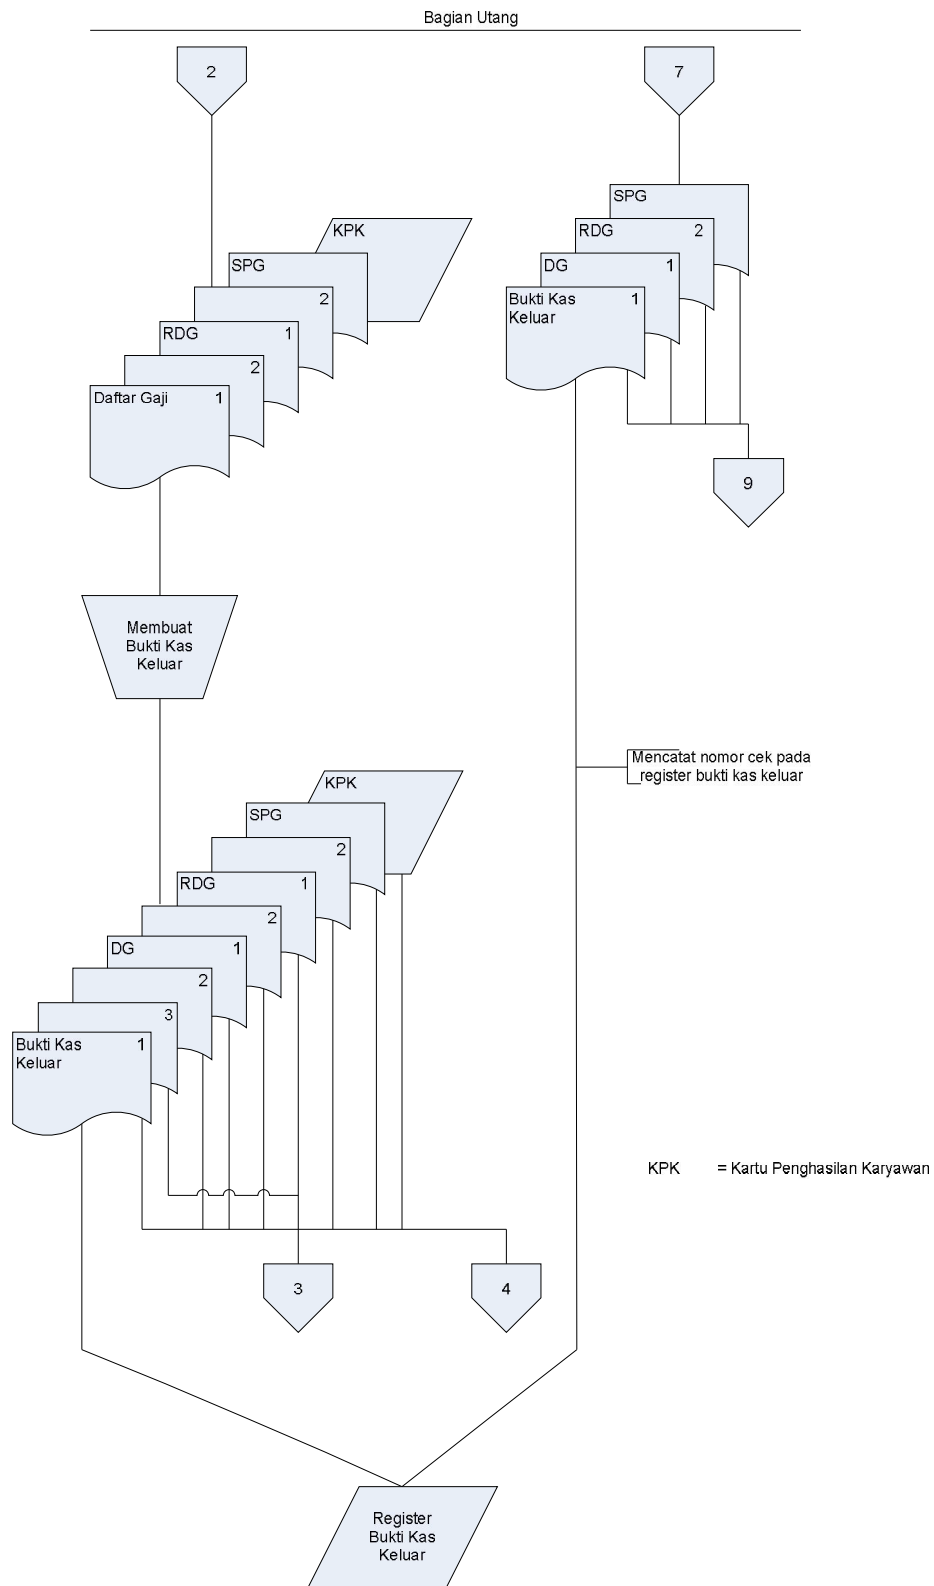 Bagian Utang
2
7
KPK
SPG
2
RDG 1
2
Daftar Gaji 1
SPG
RDG 2
DG 1
Bukti Kas 1
Keluar
9
Membuat
Bukti Kas
Keluar
Mencatat nomor cek pada
register bukti kas keluar
KPK
SPG
2
RDG 1
2
DG 1
2
3
Bukti Kas 1
Keluar
KPK = Kartu Penghasilan Karyawan
3
4
Register
Bukti Kas
Keluar